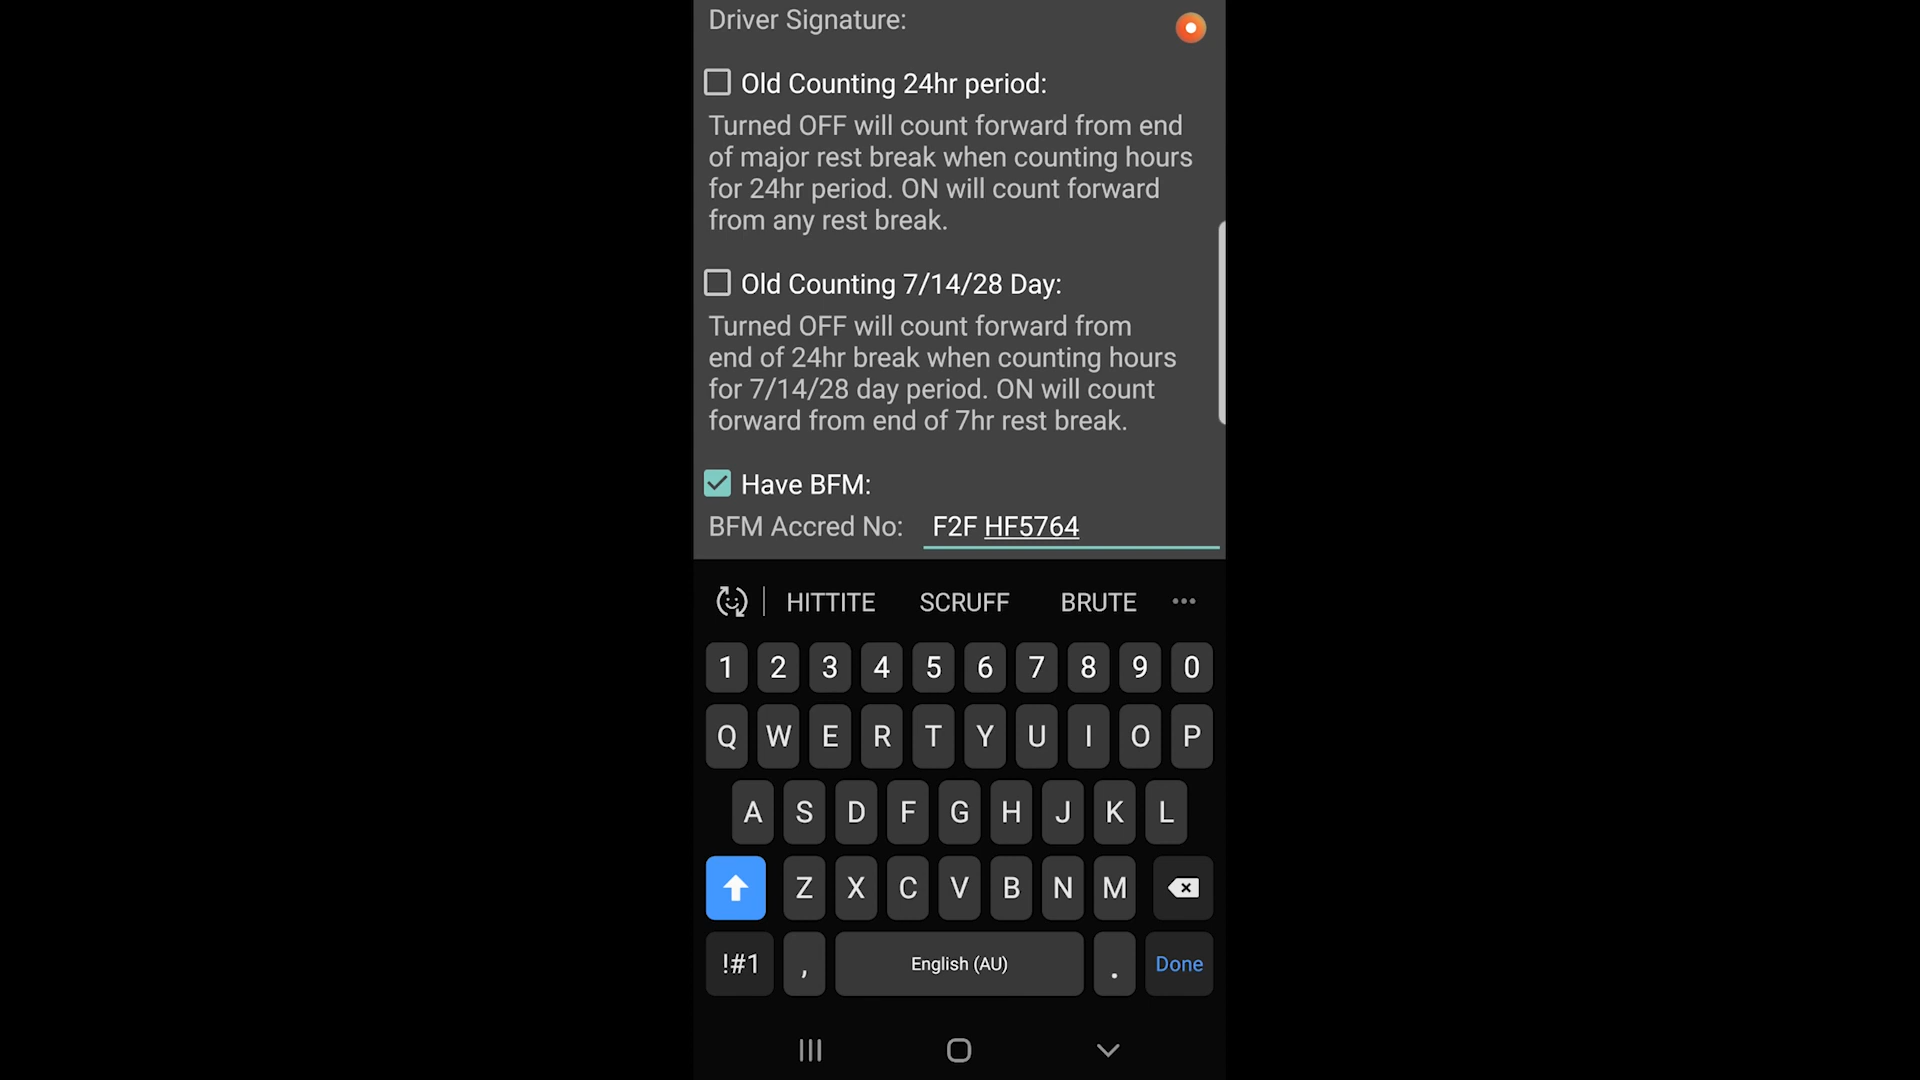 Driver Signature:
Old Counting 24hr period:
Turned OFF will count forward from end
of major rest break when counting hours
for 24hr period. ON will count forward
from any rest break.
Old Counting 7/14/28 Day:
Turned OFF will count forward from
end of 24hr break when counting hours
for 7/14/28 day period. ON will count
forward from end of 7hr rest break.
Have BFM:
BFM Accred No: F2F HF5764
HITTITE SCRUFF BRUTE ...
1 2 3 4 5 6 7 8 9 0
Q W E R T Y U I O P
A S D F G H J K L
Z X C V B N M
!#1 , English (AU) . Done